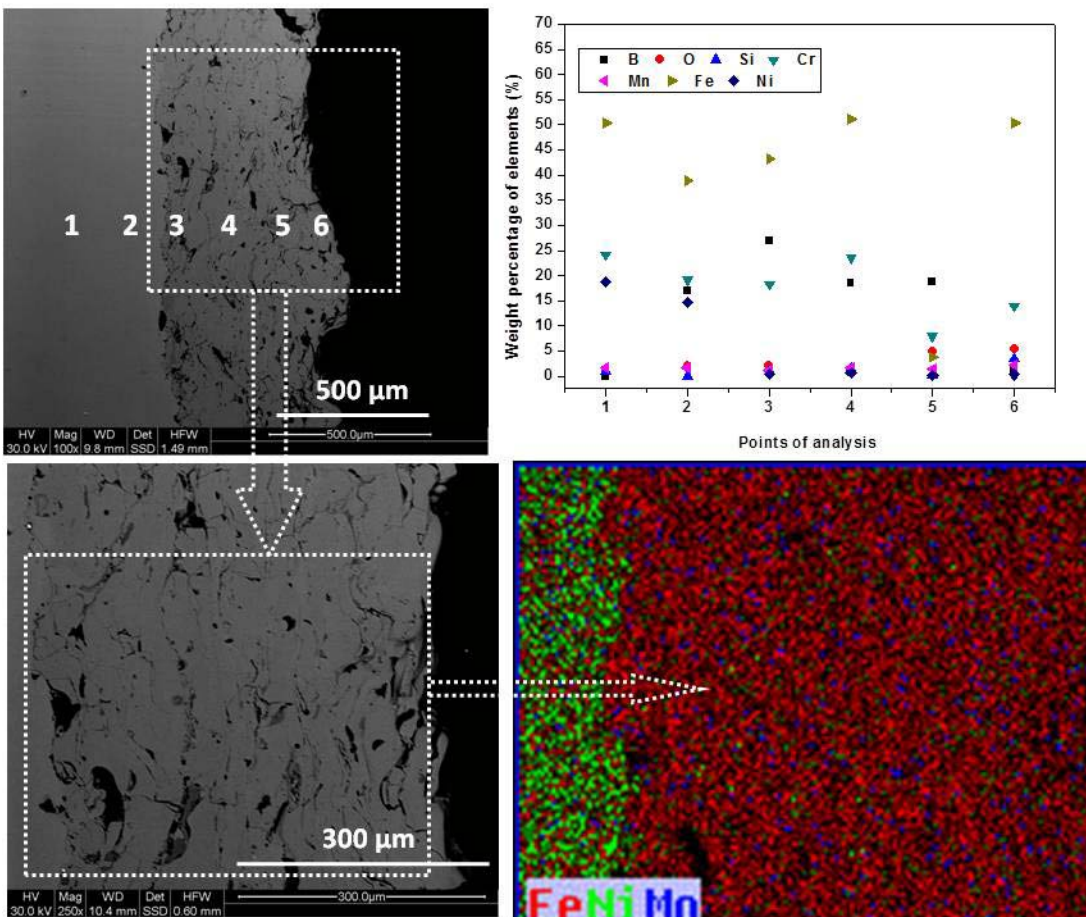 1 2 3 4 5 6
500 µm
HV Mag WD Det HFW
30.0 kV 100x 9.8 mm SSD 1.49 mm
500.0µm
Weight percentage of elements (%)
70
65
60
55
50
45
40
35
30
25
20
15
10
5
0
B O Si Cr
Mn Fe Ni
1 2 3 4 5 6
Points of analysis
300 µm
HV Mag WD Det HFW
30.0 kV 250x 10.4 mm SSD 0.60 mm
300.0µm
Fe Ni Mn